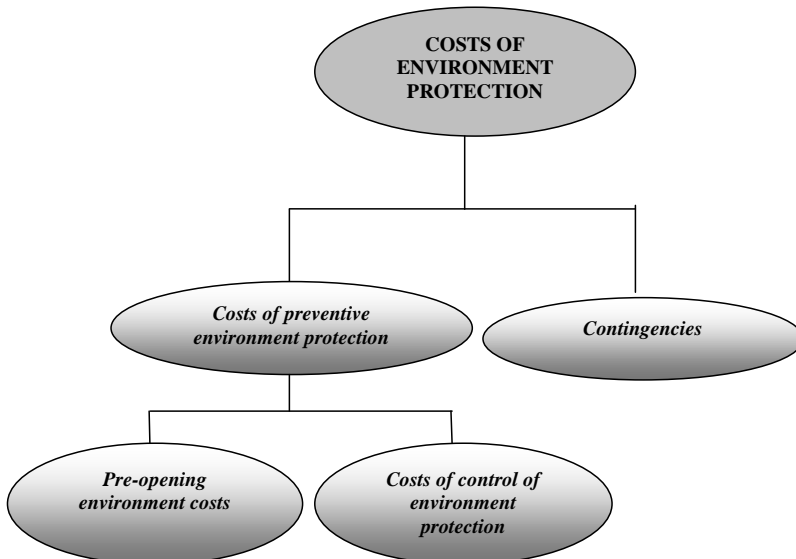 COSTS OF
ENVIRONMENT
PROTECTION
Costs of preventive
environment protection
Contingencies
Pre-opening
environment costs
Costs of control of
environment
protection